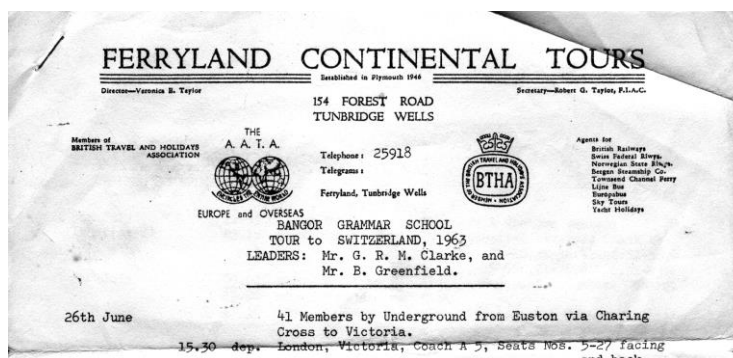 FERRYLAND CONTINENTAL TOURS
Established in Plymouth 1946
Director—Veronica E. Taylor
Secretary—Robert G. Taylor, F.I.A.C.
154 FOREST ROAD
TUNBRIDGE WELLS
Members of
BRITISH TRAVEL AND HOLIDAYS
ASSOCIATION
THE
A. A. T. A.
EUROPE and OVERSEAS
Telephone: 25918
Telegrams:
Ferryland, Tunbridge Wells
BTHA
Agents for
British Railways
Swiss Federal Rlwys.
Norwegian State Rlwys.
Bergen Steamship Co.
Townsend Channel Ferry
Lijne Bus
Europabus
Sky Tours
Yacht Holidays
BANGOR GRAMMAR SCHOOL
TOUR to SWITZERLAND, 1963
LEADERS: Mr. G. R. M. Clarke, and
Mr. B. Greenfield.
26th June 41 Members by Underground from Euston via Charing
Cross to Victoria.
15.30 dep. London, Victoria, Coach A 5, Seats Nos. 5-27 facing
and back